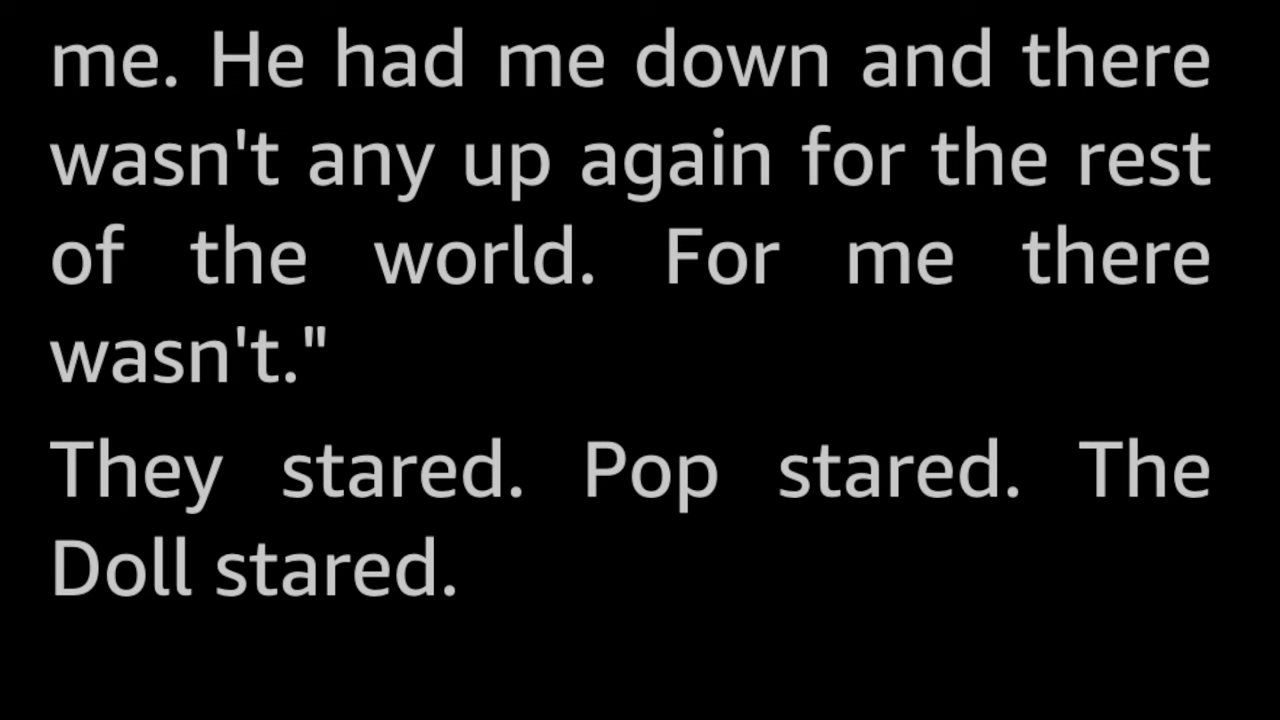 me. He had me down and there
wasn't any up again for the rest
of the world. For me there
wasn't."
They stared. Pop stared. The
Doll stared.